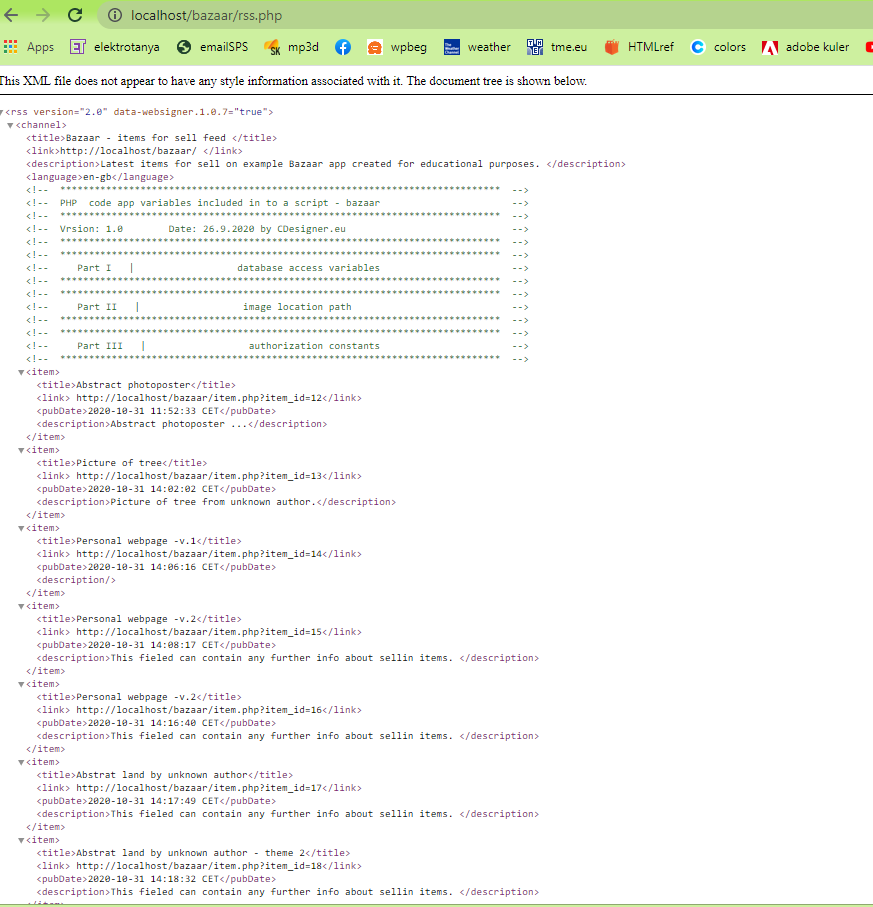 localhost/bazaar/rss.php
Apps elektrotanya emailSPS mp3d wpbeg weather tme.eu HTMLref colors adobe kuler
This XML file does not appear to have any style information associated with it. The document tree is shown below.
▼<rss version="2.0" data-websigner.1.0.7="true">
▼<channel>
<title>Bazaar - items for sell feed </title>
<link>http://localhost/bazaar/ </link>
<description>Latest items for sell on example Bazaar app created for educational purposes. </description>
<language>en-gb</language>
<!-- ***************************************************************************** -->
<!-- PHP code app variables included in to a script - bazaar -->
<!-- ***************************************************************************** -->
<!-- Vrsion: 1.0 Date: 26.9.2020 by CDesigner.eu -->
<!-- ***************************************************************************** -->
<!-- ***************************************************************************** -->
<!-- Part I | database access variables -->
<!-- ***************************************************************************** -->
<!-- ***************************************************************************** -->
<!-- Part II | image location path -->
<!-- ***************************************************************************** -->
<!-- ***************************************************************************** -->
<!-- Part III | authorization constants -->
<!-- ***************************************************************************** -->
▼<item>
<title>Abstract photoposter</title>
<link> http://localhost/bazaar/item.php?item_id=12</link>
<pubDate>2020-10-31 11:52:33 CET</pubDate>
<description>Abstract photoposter ...</description>
</item>
▼<item>
<title>Picture of tree</title>
<link> http://localhost/bazaar/item.php?item_id=13</link>
<pubDate>2020-10-31 14:02:02 CET</pubDate>
<description>Picture of tree from unknown author.</description>
</item>
▼<item>
<title>Personal webpage -v.1</title>
<link> http://localhost/bazaar/item.php?item_id=14</link>
<pubDate>2020-10-31 14:06:16 CET</pubDate>
<description/>
</item>
▼<item>
<title>Personal webpage -v.2</title>
<link> http://localhost/bazaar/item.php?item_id=15</link>
<pubDate>2020-10-31 14:08:17 CET</pubDate>
<description>This fieled can contain any further info about sellin items. </description>
</item>
▼<item>
<title>Personal webpage -v.2</title>
<link> http://localhost/bazaar/item.php?item_id=16</link>
<pubDate>2020-10-31 14:16:40 CET</pubDate>
<description>This fieled can contain any further info about sellin items. </description>
</item>
▼<item>
<title>Abstrat land by unknown author</title>
<link> http://localhost/bazaar/item.php?item_id=17</link>
<pubDate>2020-10-31 14:17:49 CET</pubDate>
<description>This fieled can contain any further info about sellin items. </description>
</item>
▼<item>
<title>Abstrat land by unknown author - theme 2</title>
<link> http://localhost/bazaar/item.php?item_id=18</link>
<pubDate>2020-10-31 14:18:32 CET</pubDate>
<description>This fieled can contain any further info about sellin items. </description>